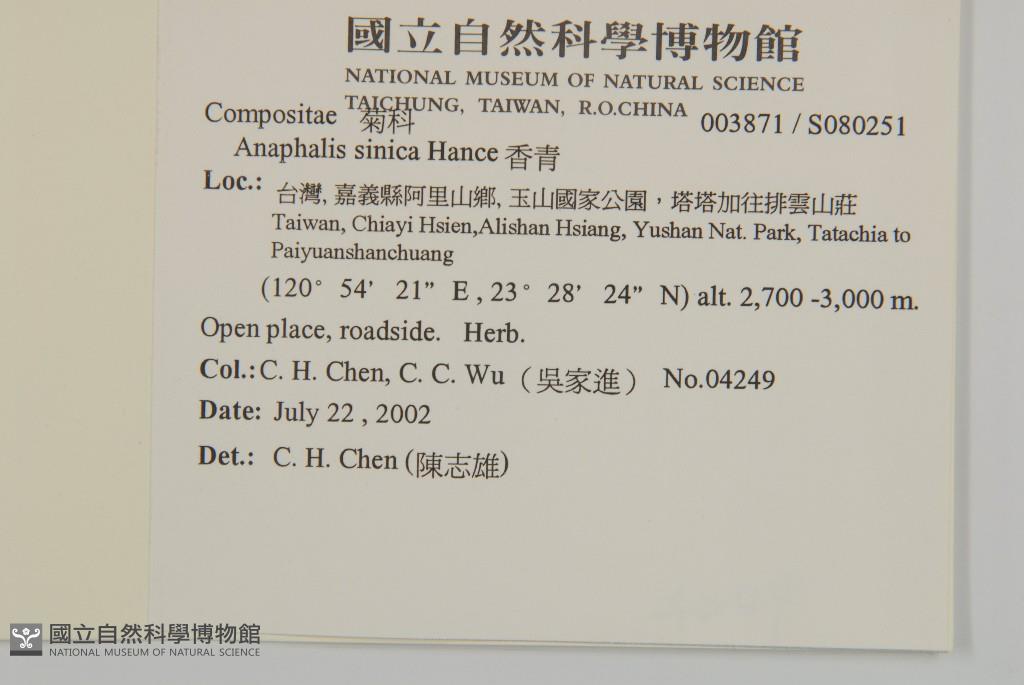 國立自然科學博物館
NATIONAL MUSEUM OF NATURAL SCIENCE
TAICHUNG, TAIWAN, R.O.CHINA
Compositae 菊科 003871 / S080251
Anaphalis sinica Hance 香青
Loc.: 台灣, 嘉義縣阿里山鄉, 玉山國家公園，塔塔加往排雲山莊
Taiwan, Chiayi Hsien,Alishan Hsiang, Yushan Nat. Park, Tatachia to
Paiyuanshanchuang
(120° 54’ 21” E , 23° 28’ 24” N) alt. 2,700 -3,000 m.
Open place, roadside. Herb.
Col.: C. H. Chen, C. C. Wu （吳家進） No.04249
Date: July 22 , 2002
Det.: C. H. Chen (陳志雄)
國立自然科學博物館
NATIONAL MUSEUM OF NATURAL SCIENCE